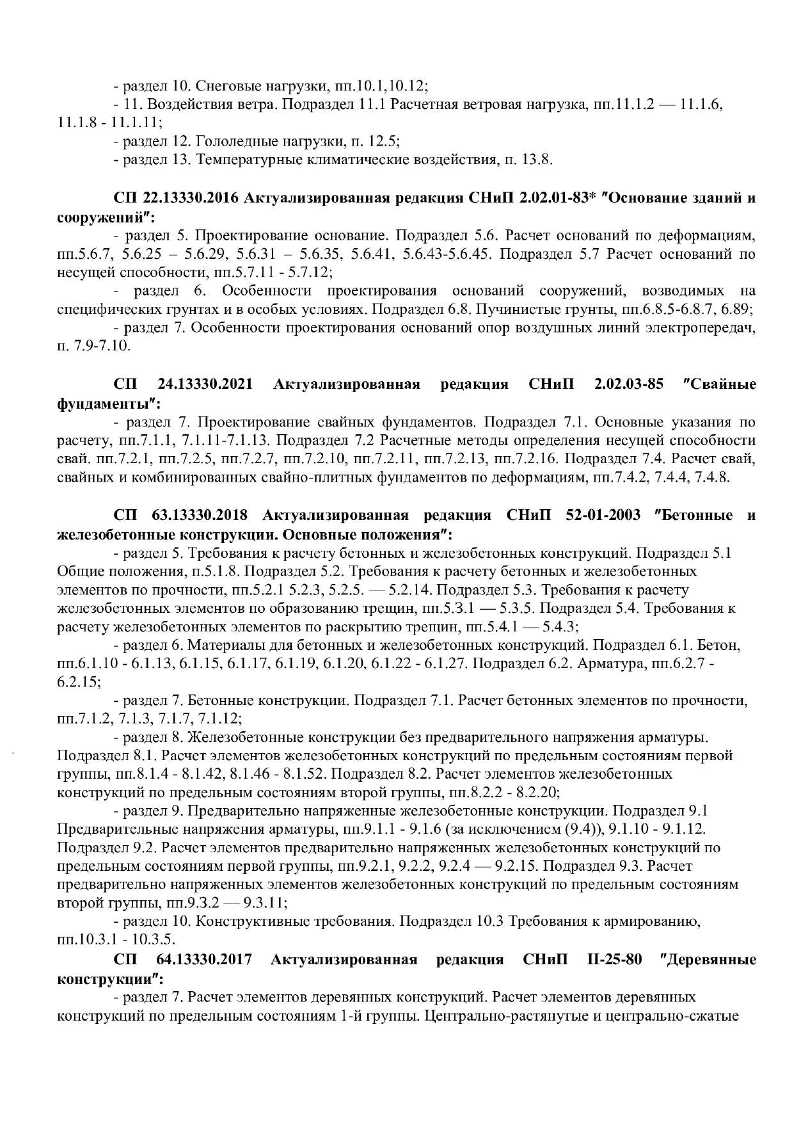 - раздел 10. Снеговые нагрузки, пп.10.1,10.12;
- 11. Воздействия ветра. Подраздел 11.1 Расчетная ветровая нагрузка, пп.11.1.2 — 11.1.6,
11.1.8 - 11.1.11;
- раздел 12. Гололедные нагрузки, п. 12.5;
- раздел 13. Температурные климатические воздействия, п. 13.8.
СП 22.13330.2016 Актуализированная редакция СНиП 2.02.01-83* "Основание зданий и
сооружений":
- раздел 5. Проектирование основание. Подраздел 5.6. Расчет оснований по деформациям,
пп.5.6.7, 5.6.25 – 5.6.29, 5.6.31 – 5.6.35, 5.6.41, 5.6.43-5.6.45. Подраздел 5.7 Расчет оснований по
несущей способности, пп.5.7.11 - 5.7.12;
- раздел 6. Особенности проектирования оснований сооружений, возводимых на
специфических грунтах и в особых условиях. Подраздел 6.8. Пучинистые грунты, пп.6.8.5-6.8.7, 6.89;
- раздел 7. Особенности проектирования оснований опор воздушных линий электропередач,
п. 7.9-7.10.
СП 24.13330.2021 Актуализированная редакция СНиП 2.02.03-85 "Свайные
фундаменты":
- раздел 7. Проектирование свайных фундаментов. Подраздел 7.1. Основные указания по
расчету, пп.7.1.1, 7.1.11-7.1.13. Подраздел 7.2 Расчетные методы определения несущей способности
свай. пп.7.2.1, пп.7.2.5, пп.7.2.7, пп.7.2.10, пп.7.2.11, пп.7.2.13, пп.7.2.16. Подраздел 7.4. Расчет свай,
свайных и комбинированных свайно-плитных фундаментов по деформациям, пп.7.4.2, 7.4.4, 7.4.8.
СП 63.13330.2018 Актуализированная редакция СНиП 52-01-2003 "Бетонные и
железобетонные конструкции. Основные положения":
- раздел 5. Требования к расчету бетонных и железобетонных конструкций. Подраздел 5.1
Общие положения, п.5.1.8. Подраздел 5.2. Требования к расчету бетонных и железобетонных
элементов по прочности, пп.5.2.1 5.2.3, 5.2.5. — 5.2.14. Подраздел 5.3. Требования к расчету
железобетонных элементов по образованию трещин, пп.5.3.1 — 5.3.5. Подраздел 5.4. Требования к
расчету железобетонных элементов по раскрытию трещин, пп.5.4.1 — 5.4.3;
- раздел 6. Материалы для бетонных и железобетонных конструкций. Подраздел 6.1. Бетон,
пп.6.1.10 - 6.1.13, 6.1.15, 6.1.17, 6.1.19, 6.1.20, 6.1.22 - 6.1.27. Подраздел 6.2. Арматура, пп.6.2.7 -
6.2.15;
- раздел 7. Бетонные конструкции. Подраздел 7.1. Расчет бетонных элементов по прочности,
пп.7.1.2, 7.1.3, 7.1.7, 7.1.12;
- раздел 8. Железобетонные конструкции без предварительного напряжения арматуры.
Подраздел 8.1. Расчет элементов железобетонных конструкций по предельным состояниям первой
группы, пп.8.1.4 - 8.1.42, 8.1.46 - 8.1.52. Подраздел 8.2. Расчет элементов железобетонных
конструкций по предельным состояниям второй группы, пп.8.2.2 - 8.2.20;
- раздел 9. Предварительно напряженные железобетонные конструкции. Подраздел 9.1
Предварительные напряжения арматуры, пп.9.1.1 - 9.1.6 (за исключением (9.4)), 9.1.10 - 9.1.12.
Подраздел 9.2. Расчет элементов предварительно напряженных железобетонных конструкций по
предельным состояниям первой группы, пп.9.2.1, 9.2.2, 9.2.4 — 9.2.15. Подраздел 9.3. Расчет
предварительно напряженных элементов железобетонных конструкций по предельным состояниям
второй группы, пп.9.3.2 — 9.3.11;
- раздел 10. Конструктивные требования. Подраздел 10.3 Требования к армированию,
пп.10.3.1 - 10.3.5.
СП 64.13330.2017 Актуализированная редакция СНиП II-25-80 "Деревянные
конструкции":
- раздел 7. Расчет элементов деревянных конструкций. Расчет элементов деревянных
конструкций по предельным состояниям 1-й группы. Центрально-растянутые и центрально-сжатые